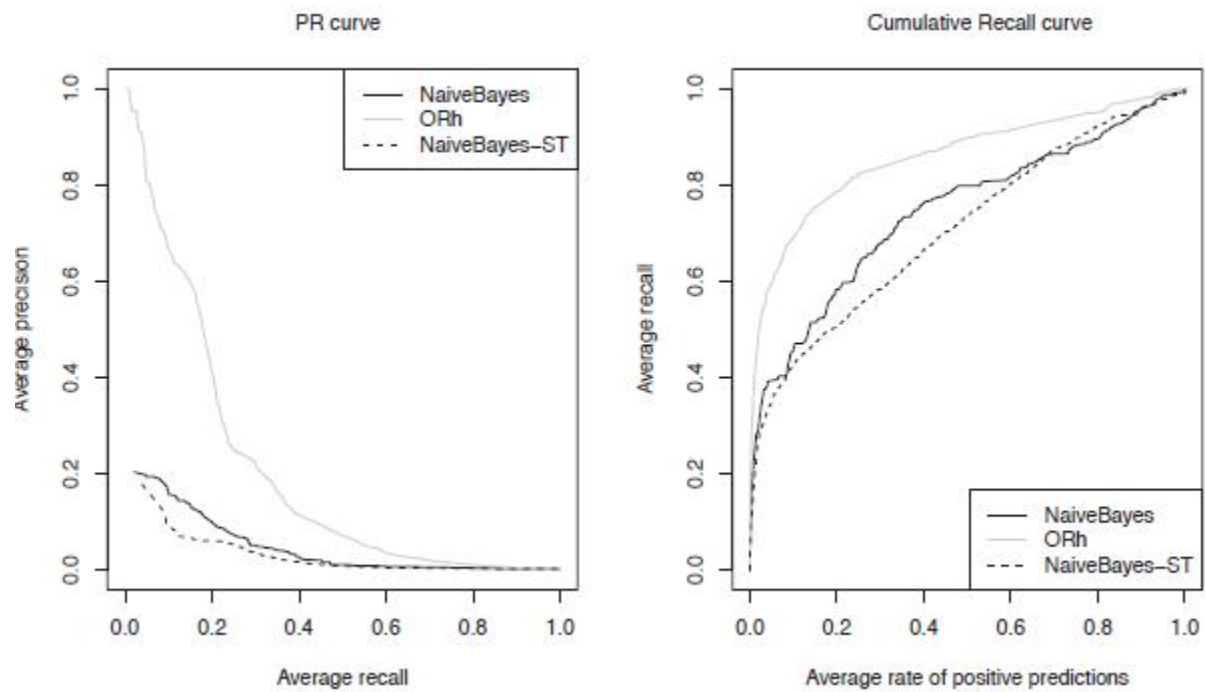 PR curve
Average precision
1.0
0.8
0.6
0.4
0.2
0.0
NaiveBayes
ORh
NaiveBayes-ST
0.0 0.2 0.4 0.6 0.8 1.0
Average recall
Cumulative Recall curve
Average recall
1.0
0.8
0.6
0.4
0.2
0.0
NaiveBayes
ORh
NaiveBayes-ST
0.0 0.2 0.4 0.6 0.8 1.0
Average rate of positive predictions